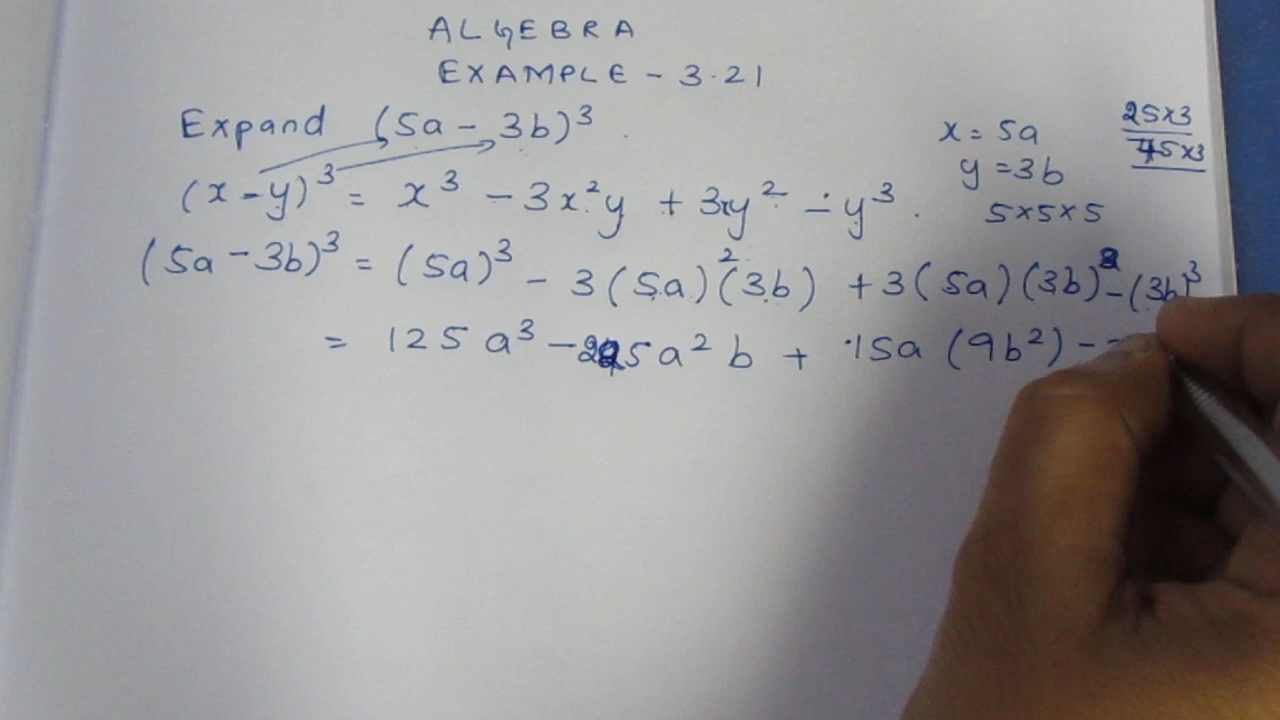 ALGEBRA
EXAMPLE - 3.21
Expand (5a - 3b)³.
x = 5a
y = 3b
5×5×5
25×3
75×3
(x - y)³ = x³ - 3x²y + 3xy² - y³.
(5a - 3b)³ = (5a)³ - 3(5a)²(3b) + 3(5a)(3b)² - (3b)³
= 125a³ - 225a²b + 15a(9b²) -